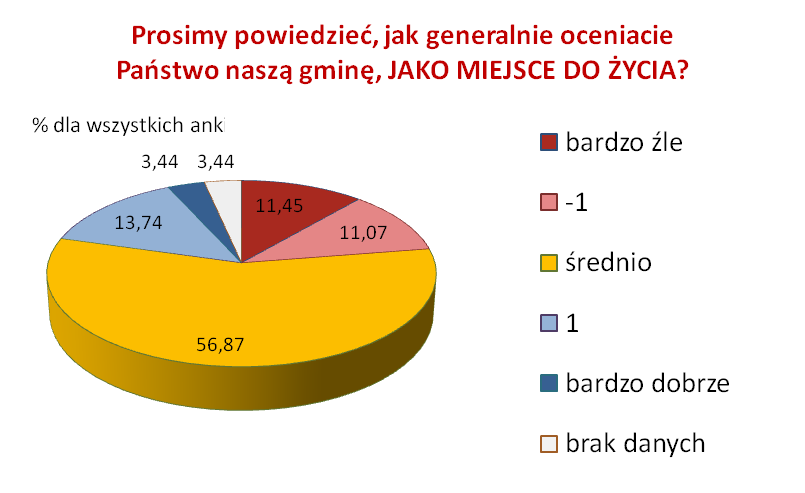 Prosimy powiedzieć, jak generalnie oceniacie
Państwo naszą gminę, JAKO MIEJSCE DO ŻYCIA?
% dla wszystkich anki
3,44 3,44
11,45
13,74
11,07
56,87
bardzo źle
-1
średnio
1
bardzo dobrze
brak danych